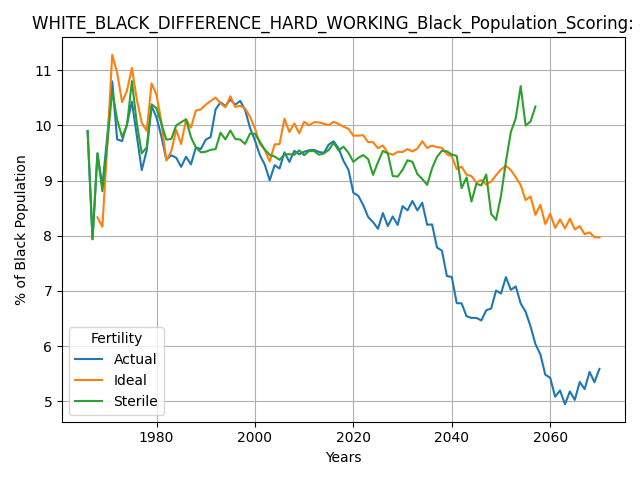 WHITE_BLACK_DIFFERENCE_HARD_WORKING_Black_Population_Scoring:
% of Black Population
11
10
9
8
7
6
5
Fertility
Actual
Ideal
Sterile
1980
2000
2020
2040
2060
Years